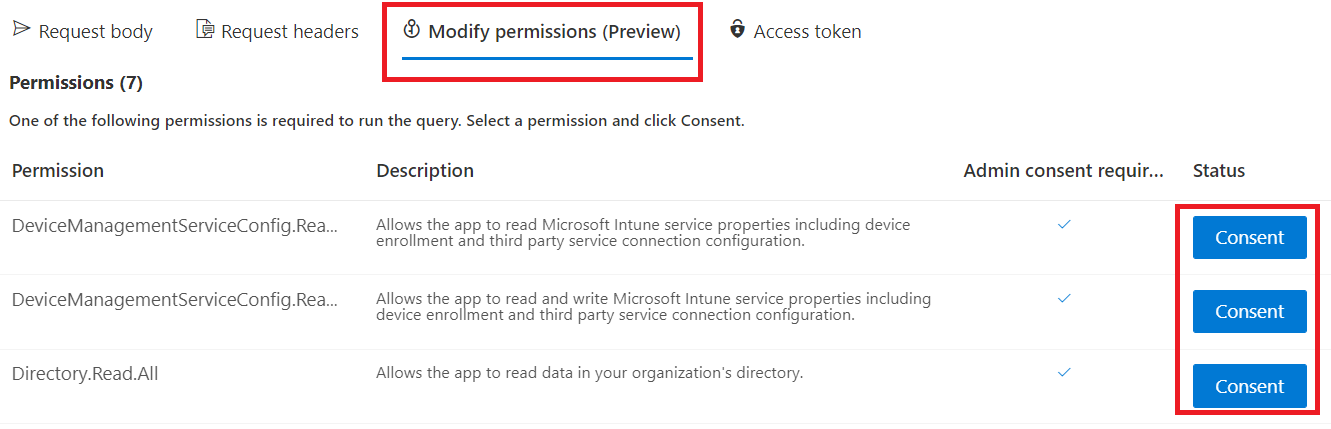 Request body Request headers Modify permissions (Preview) Access token
Permissions (7)
One of the following permissions is required to run the query. Select a permission and click Consent.
Permission Description Admin consent requir... Status
DeviceManagementServiceConfig.Rea... Allows the app to read Microsoft Intune service properties including device
enrollment and third party service connection configuration.
Consent
DeviceManagementServiceConfig.Rea... Allows the app to read and write Microsoft Intune service properties including
device enrollment and third party service connection configuration.
Consent
Directory.Read.All Allows the app to read data in your organization's directory.
Consent